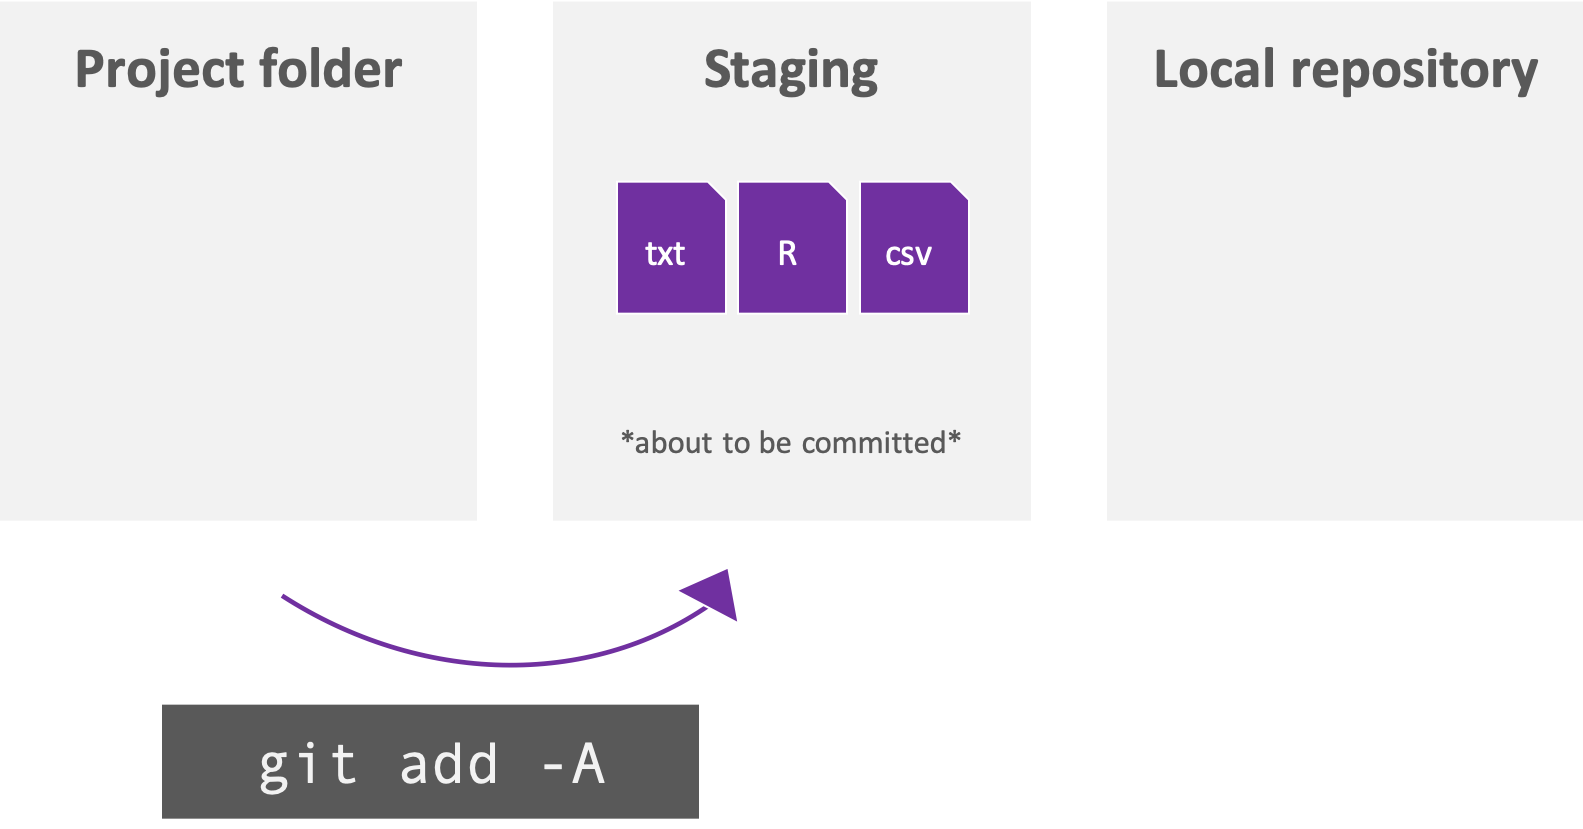 Project folder
Staging
Local repository
txt
R
csv
*about to be committed*
git add -A